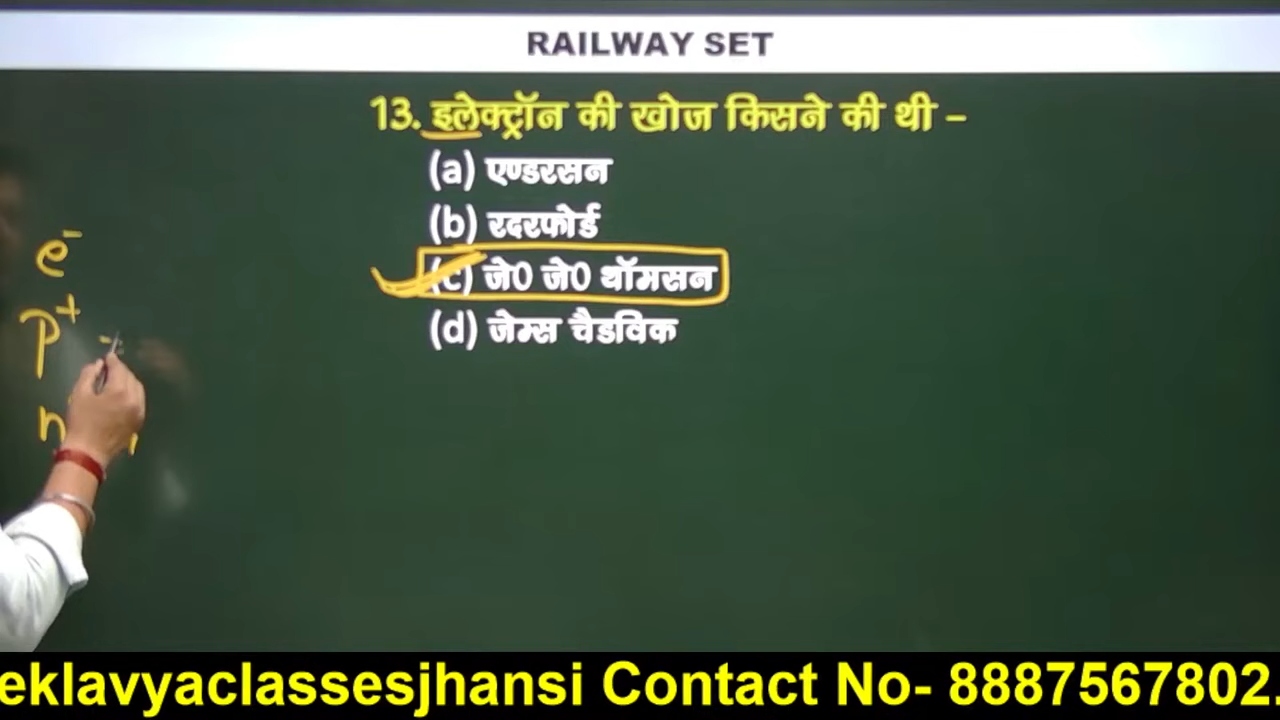 RAILWAY SET
13. इलेक्ट्रॉन की खोज किसने की थी –
(a) एण्डरसन
(b) रदरफोर्ड
(c) जे0 जे0 थॉमसन
(d) जेम्स चैडविक
e⁻
p⁺
n
eklavyaclassesjhansi Contact No- 8887567802.